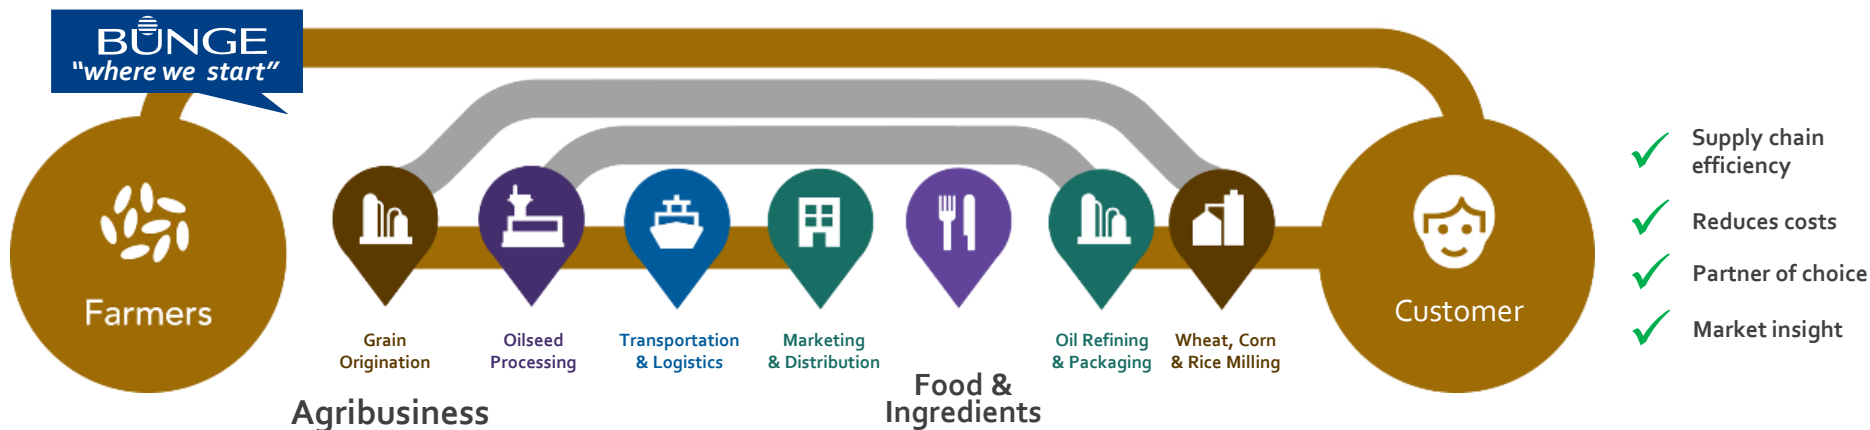 BUNGE
“where we start”
Farmers
Grain
Origination
Oilseed
Processing
Transportation
& Logistics
Marketing
& Distribution
Oil Refining
& Packaging
Wheat, Corn
& Rice Milling
Agribusiness
Food &
Ingredients
Customer
Supply chain
efficiency
Reduces costs
Partner of choice
Market insight